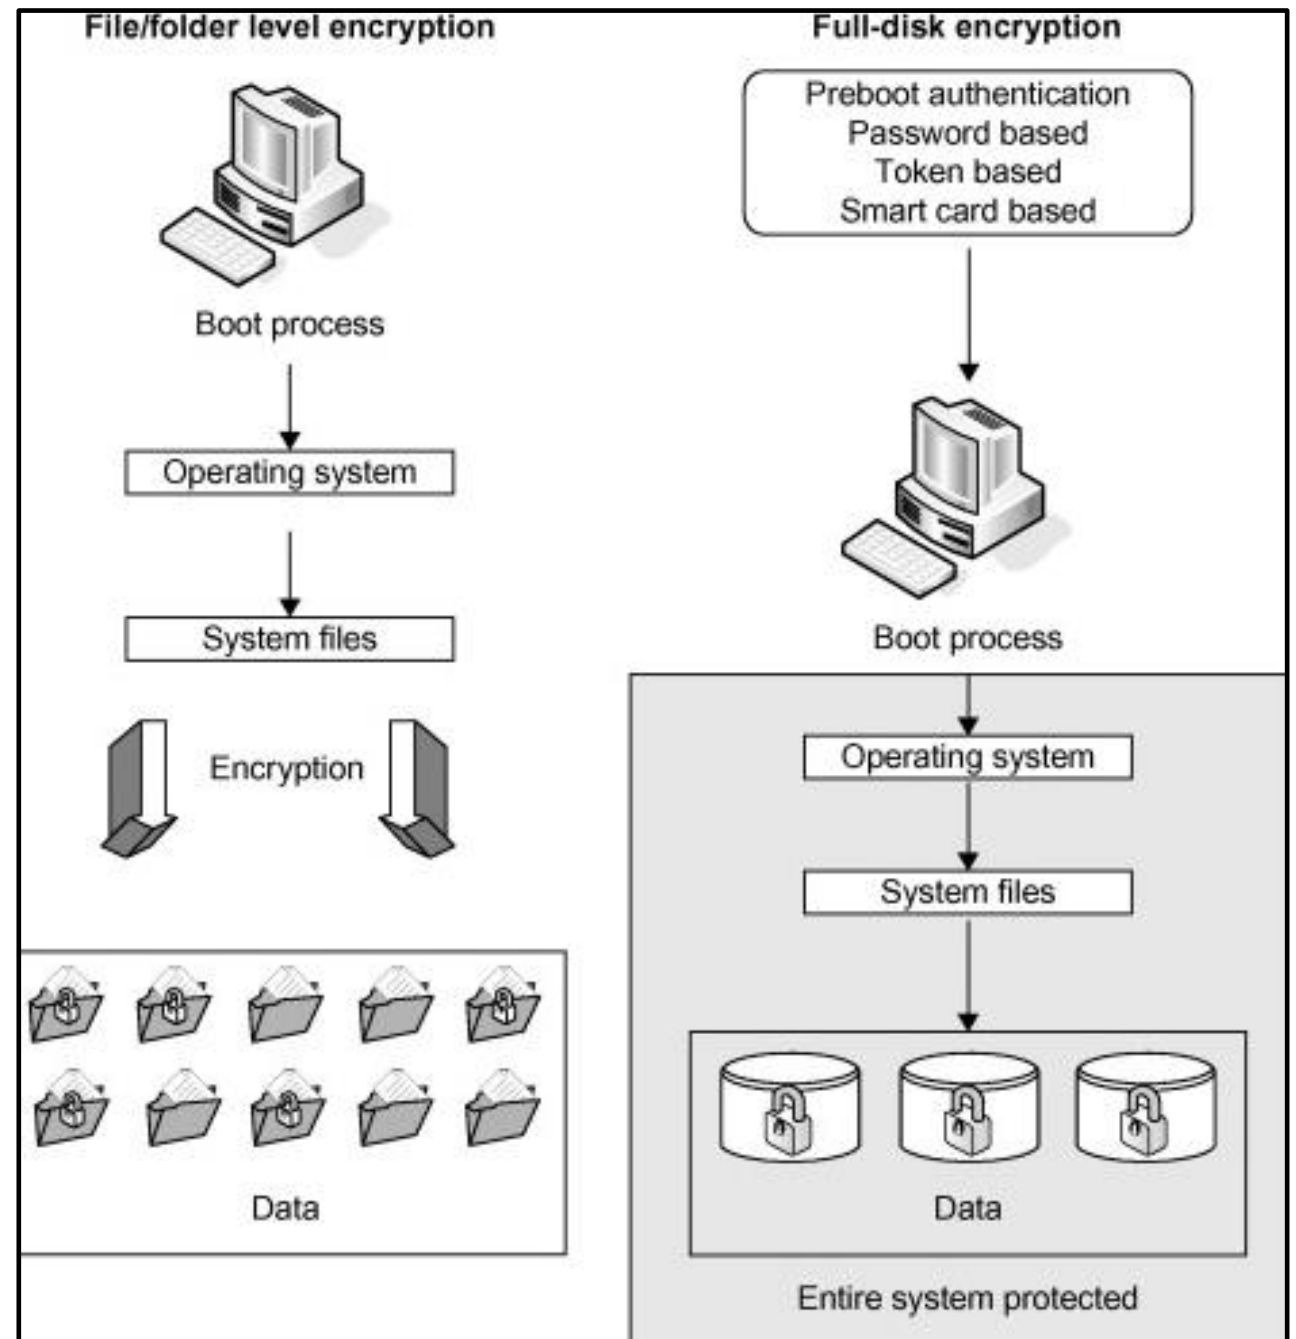 File/folder level encryption
Boot process
Operating system
System files
Encryption
Data
Full-disk encryption
Preboot authentication
Password based
Token based
Smart card based
Boot process
Operating system
System files
Data
Entire system protected